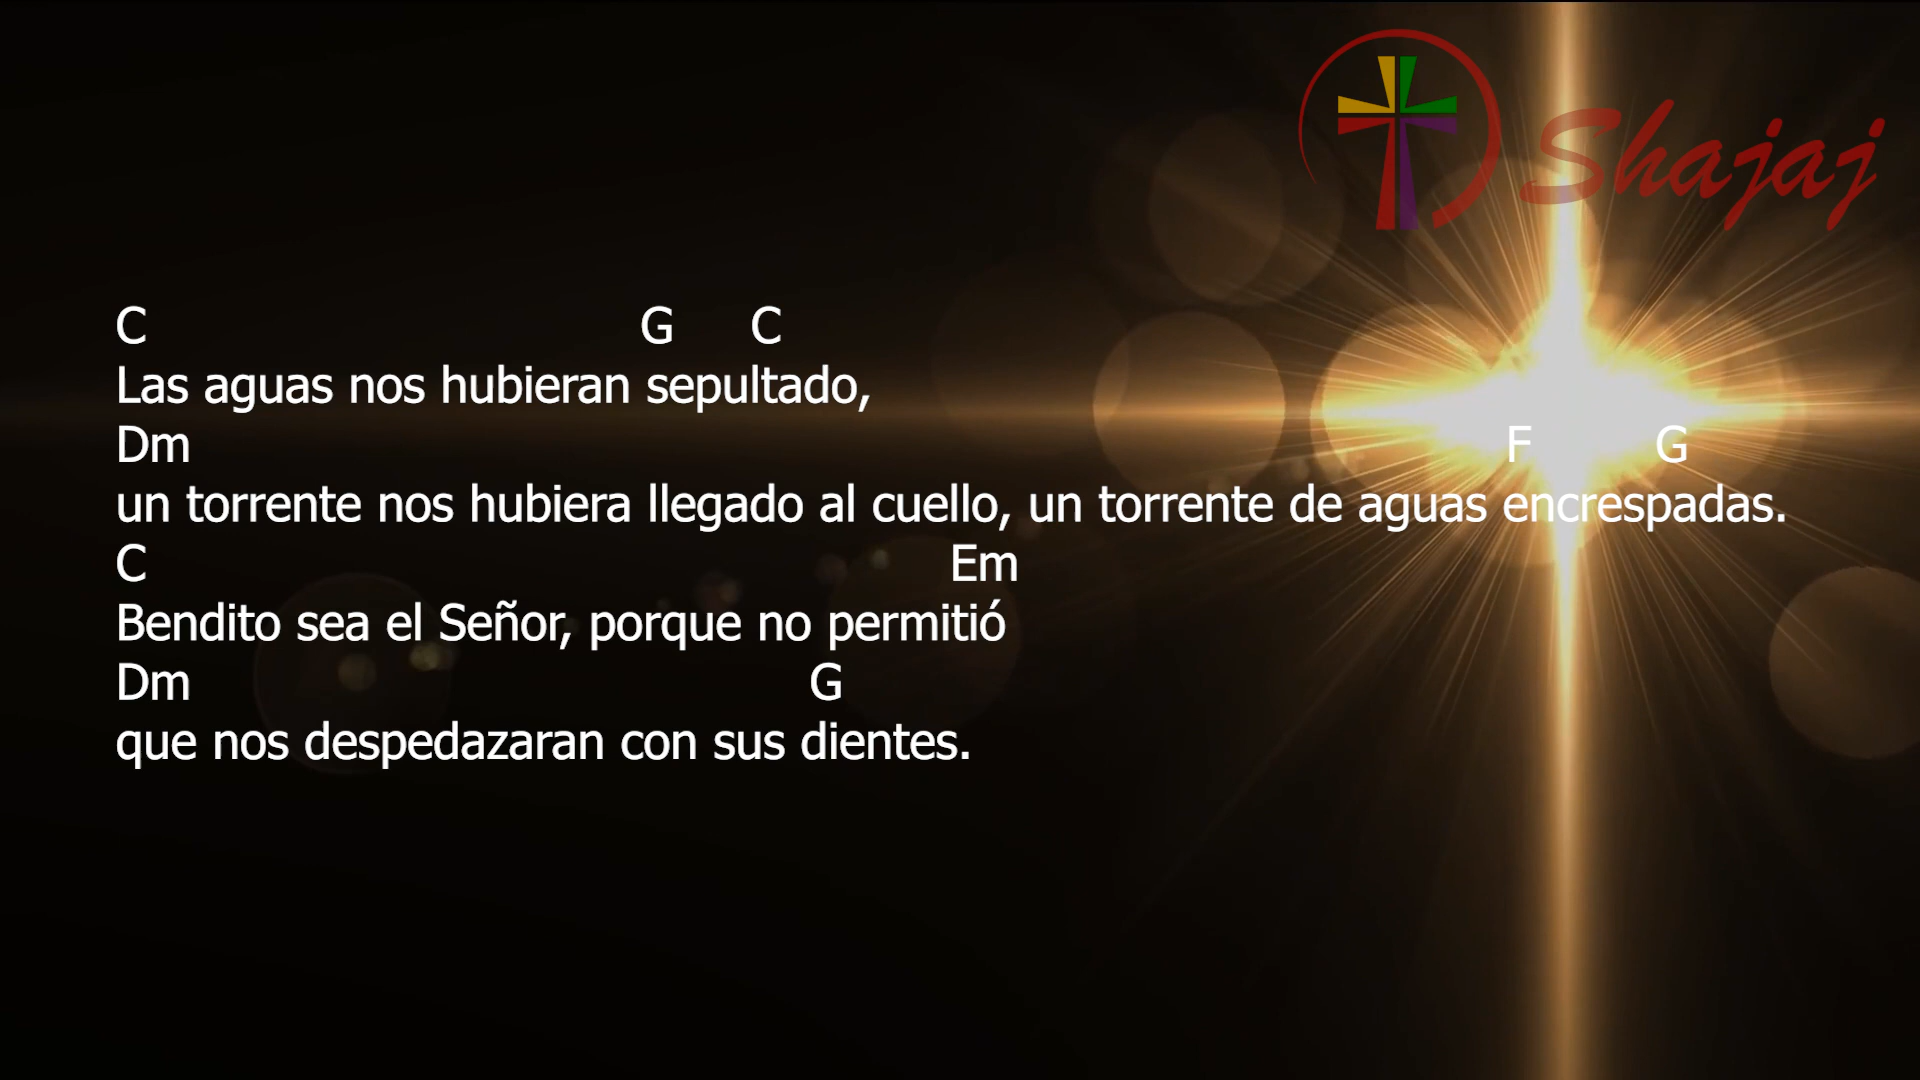 Shajaj
C G C
Las aguas nos hubieran sepultado,
Dm F G
un torrente nos hubiera llegado al cuello, un torrente de aguas encrespadas.
C Em
Bendito sea el Señor, porque no permitió
Dm G
que nos despedazaran con sus dientes.